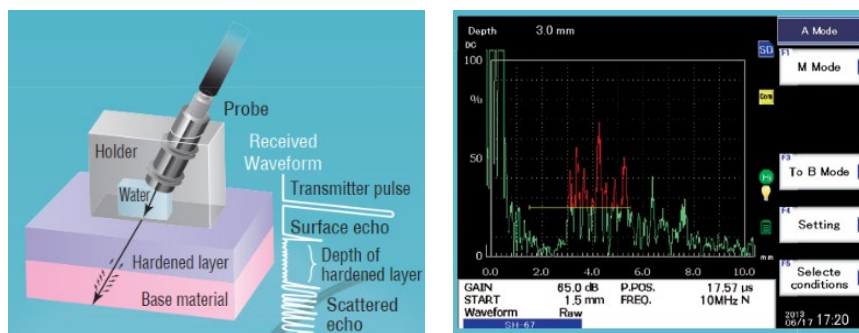 Probe
Holder
Received
Waveform
Water
Transmitter pulse
Surface echo
Hardened layer
Depth of
hardened layer
Base material
Scattered
echo
Depth 3.0 mm
DC
100
%
50
0
0.0 2.0 4.0 6.0 8.0 10.0
mm
SD
Com
A Mode
F1
M Mode
F3
To B Mode
F4
Setting
F5
Selecte
conditions
GAIN 65.0 dB P.POS. 17.57 µs
START 1.5 mm FREQ. 10MHz N
Waveform Raw
SH-67
2013
06/17 17:20